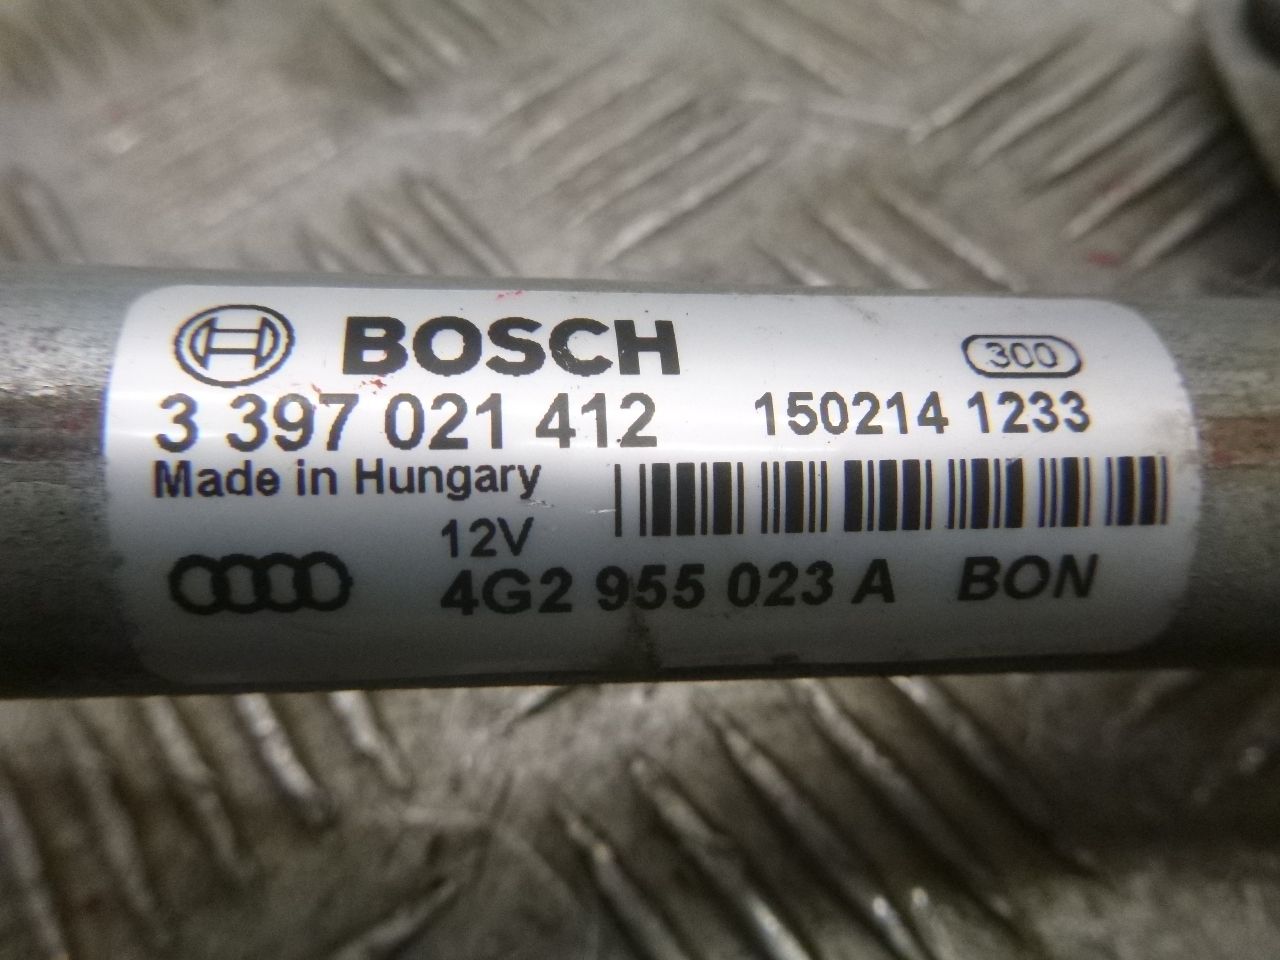 BOSCH 300
3 397 021 412 150214 1233
Made in Hungary
12V
4G2 955 023 A BON